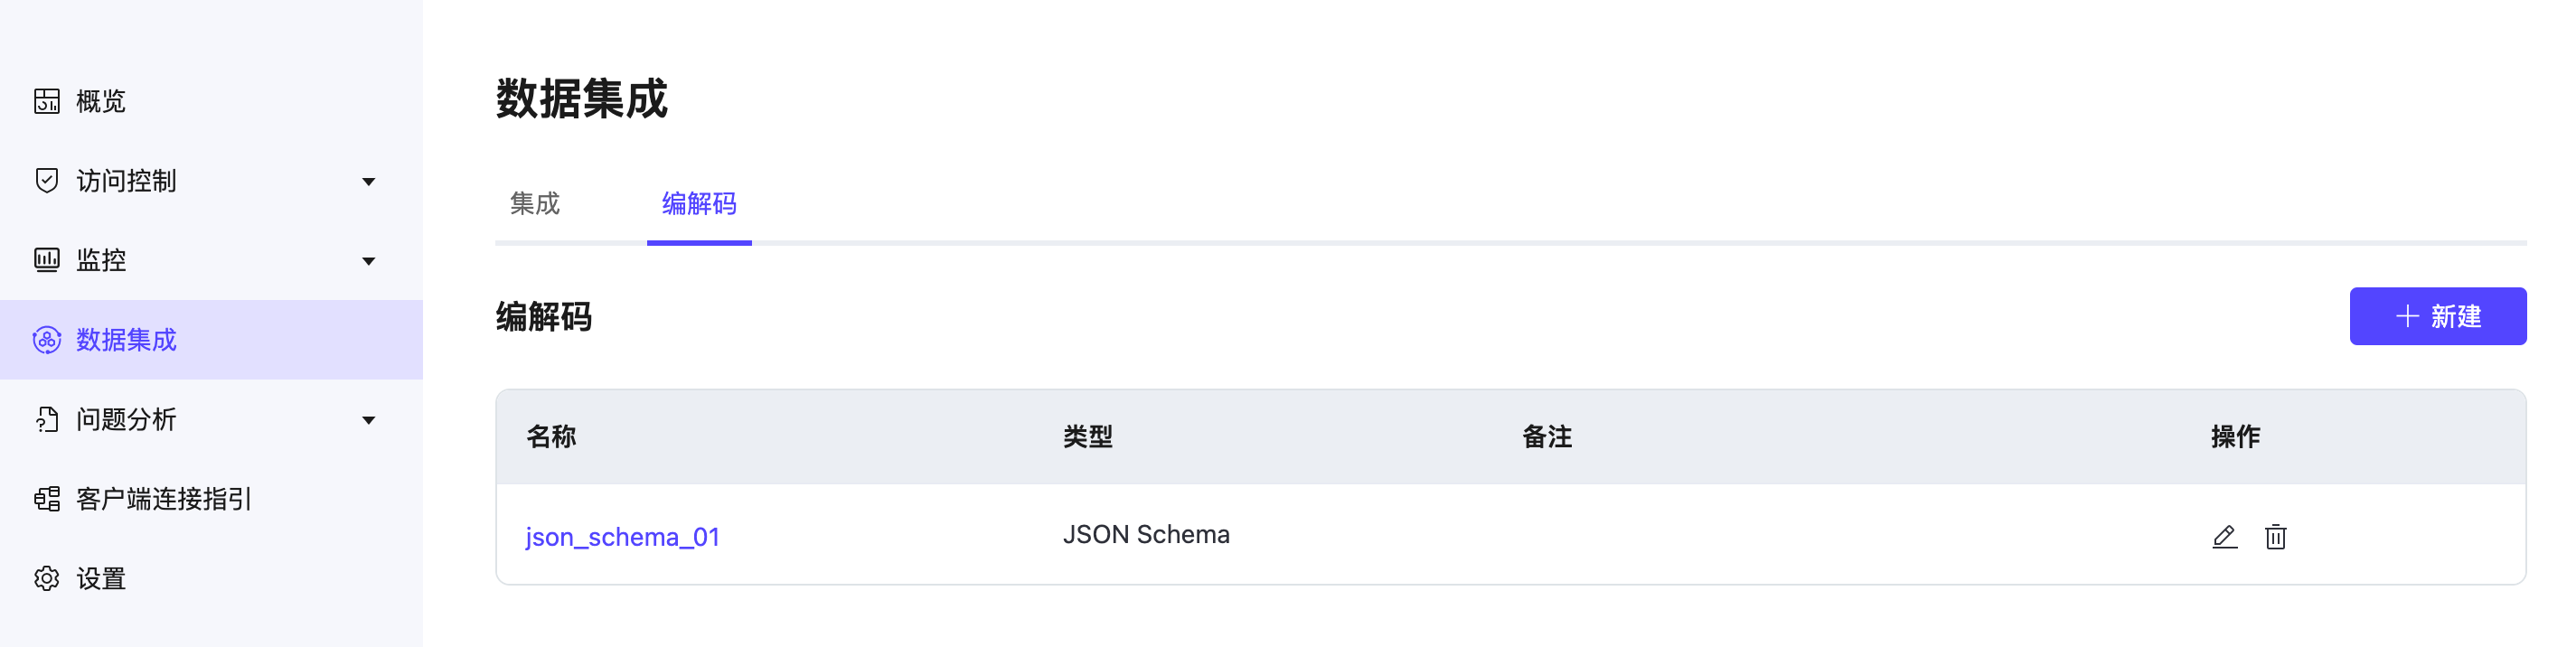 概览
访问控制
监控
数据集成
问题分析
客户端连接指引
设置
数据集成
集成 编解码
编解码
新建
名称 类型 备注 操作
json_schema_01 JSON Schema